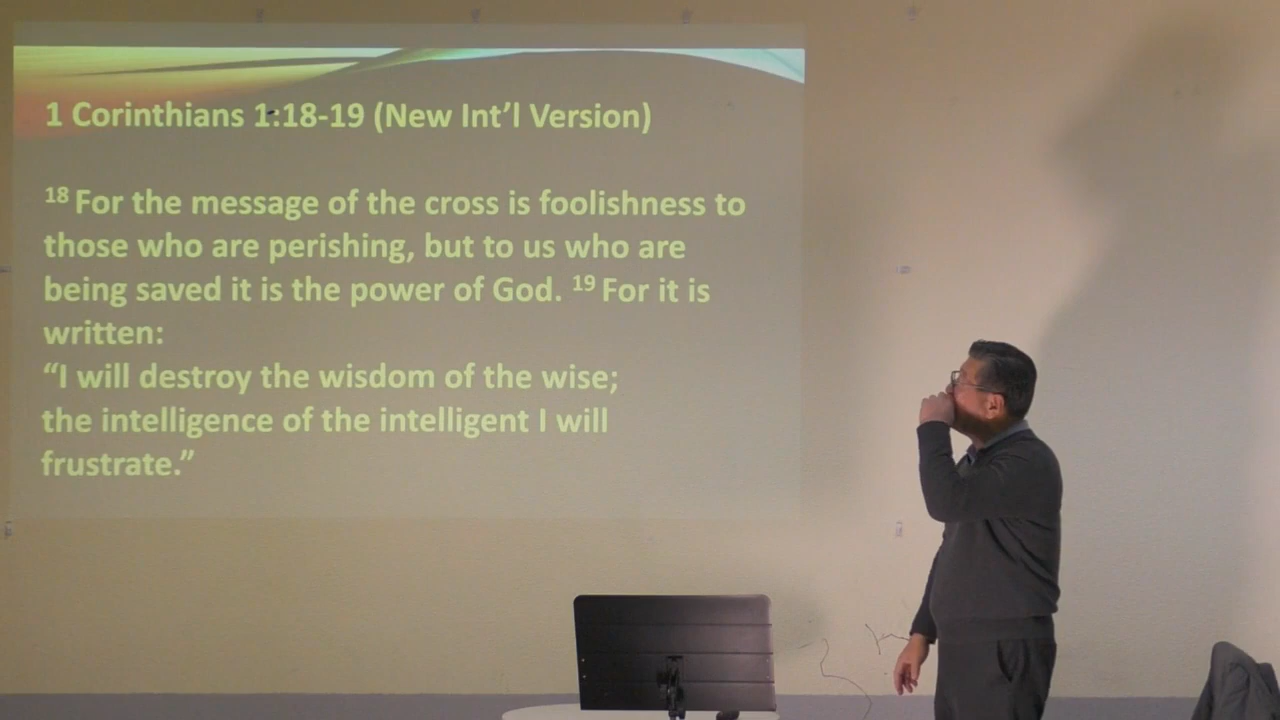 1 Corinthians 1:18-19 (New Int’l Version)
18 For the message of the cross is foolishness to
those who are perishing, but to us who are
being saved it is the power of God. 19 For it is
written:
“I will destroy the wisdom of the wise;
the intelligence of the intelligent I will
frustrate.”